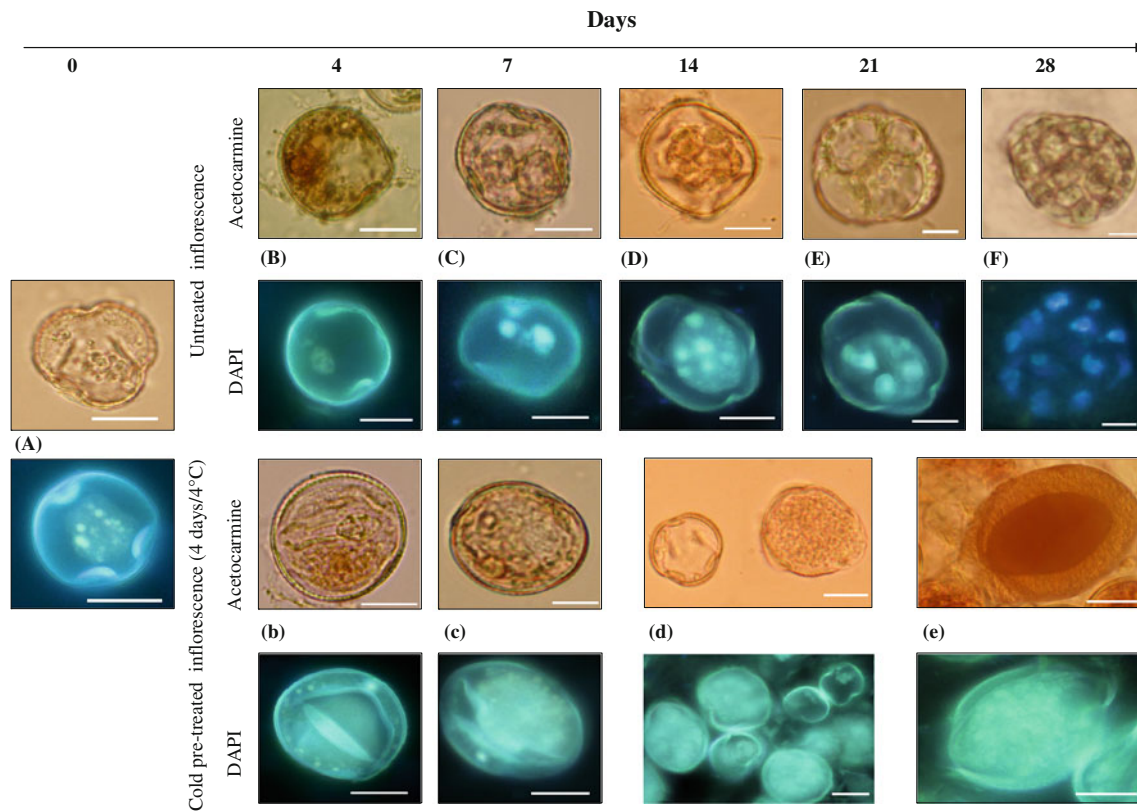 Days
0 4 7 14 21 28
Untreated inflorescence
Acetocarmine
(B) (C) (D) (E) (F)
DAPI
(A)
Cold pre-treated inflorescence (4 days/4°C)
Acetocarmine
(b) (c) (d) (e)
DAPI